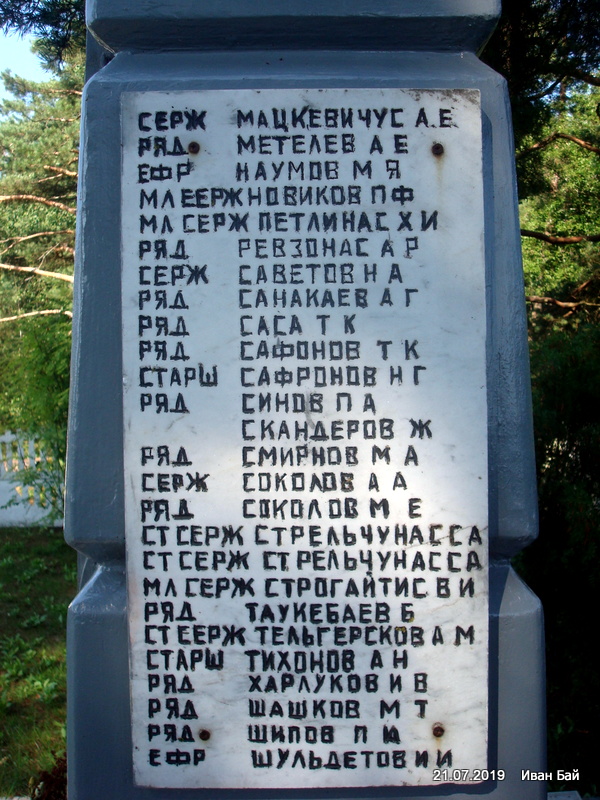 СЕРЖ МАЦКЕВИЧУС А.Е
РЯД МЕТЕЛЕВ А Е
ЕФР НАУМОВ М Я
МЛ ЕЕРЖ НОВИКОВ П Ф
МЛ СЕРЖ ПЕТЛИНАС Х И
РЯД РЕВЗОНАС А Р
СЕРЖ САВЕТОВ Н А
РЯД САНАКАЕВ А Г
РЯД САСА Т К
РЯД САФОНОВ Т К
СТАРШ САФРОНОВ Н Г
РЯД СИНОВ П А
СКАНДЕРОВ Ж
РЯД СМИРНОВ М А
СЕРЖ СОКОЛОВ А А
РЯД СОКОЛОВ М Е
СТ СЕРЖ СТРЕЛЬЧУНАС С А
СТ СЕРЖ СТРЕЛЬЧУНАС С А
МЛ СЕРЖ СТРОГАЙТИС В И
РЯД ТАУКЕБАЕВ Б
СТ ЕЕРЖ ТЕЛЬГЕРСКОВ А М
СТАРШ ТИХОНОВ А Н
РЯД ХАРЛУКОВ И В
РЯД ШАШКОВ М Т
РЯД ШИПОВ П Ш
ЕФР ШУЛЬДЕТОВ И И
21.07.2019 Иван Бай